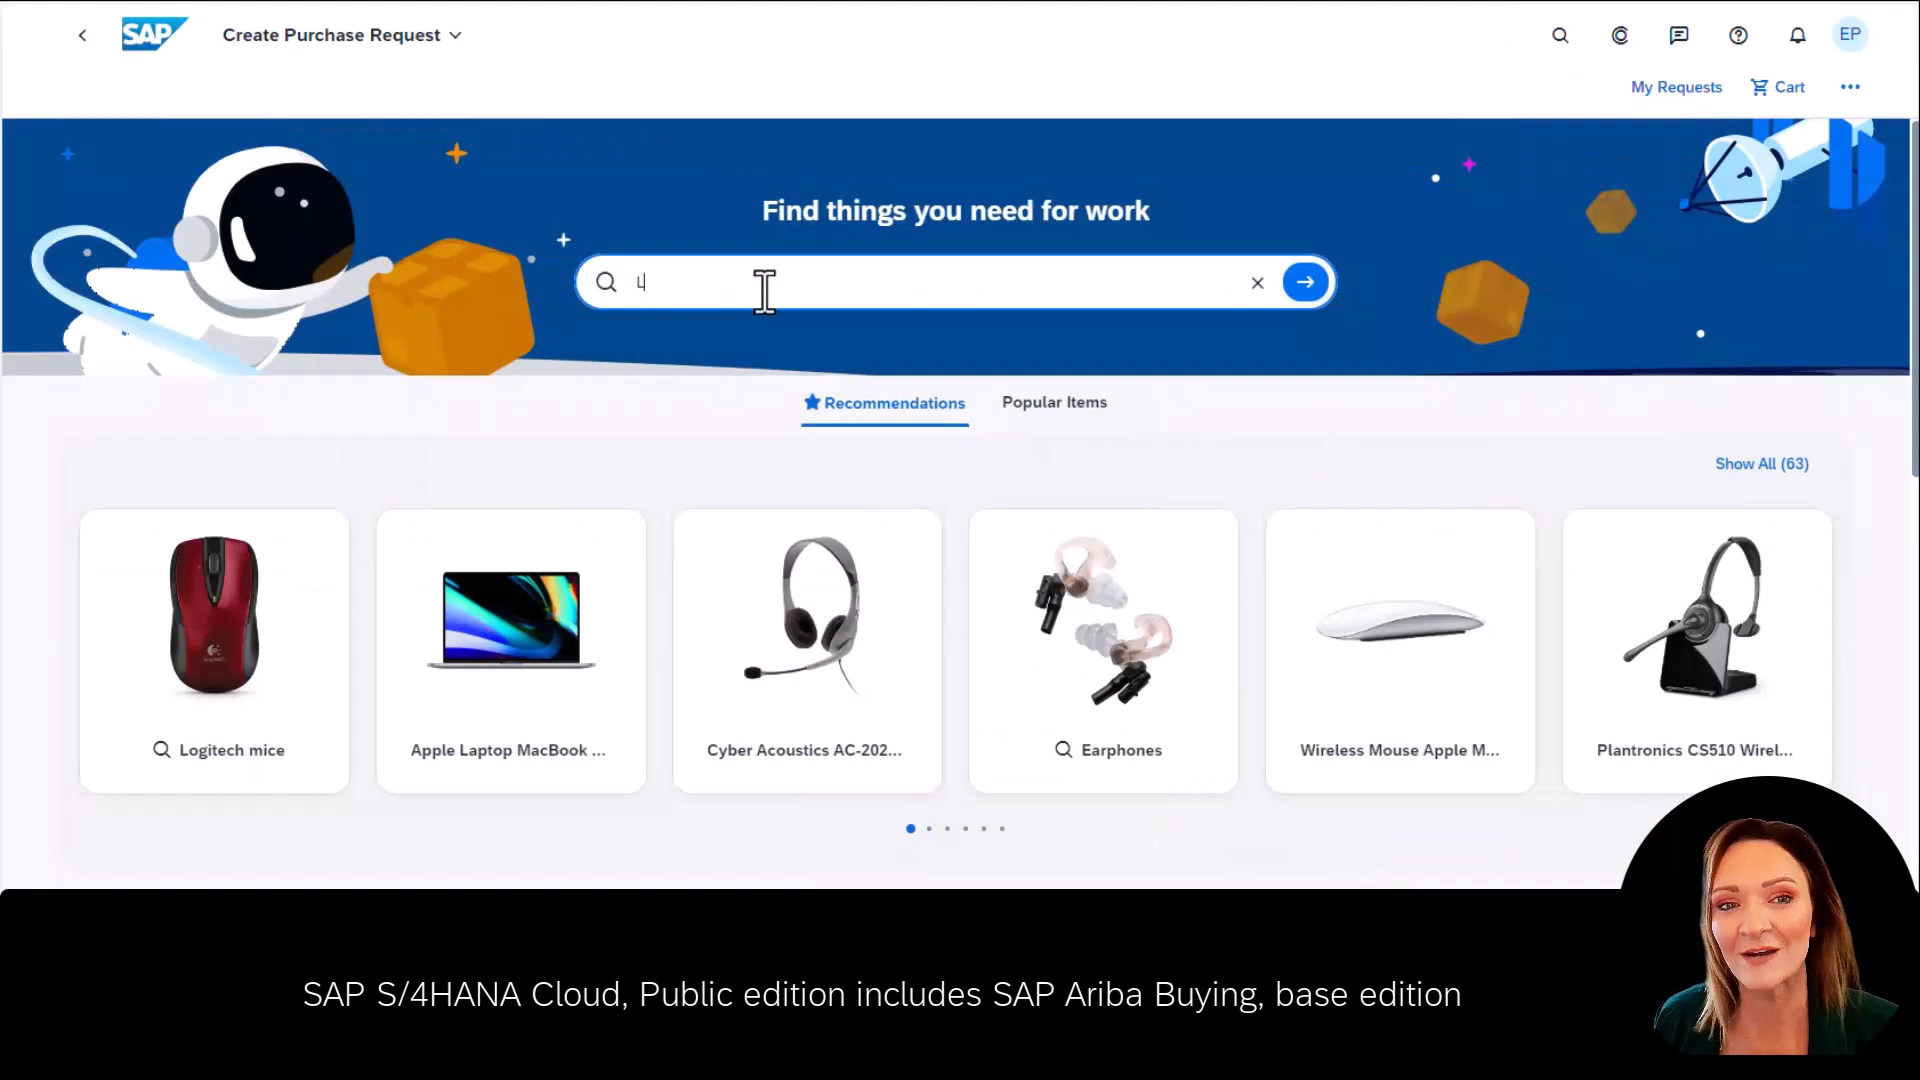 SAP
Create Purchase Request
EP
My Requests
Cart
Find things you need for work
Recommendations
Popular Items
Show All (63)
Logitech mice
Apple Laptop MacBook ...
Cyber Acoustics AC-202...
Earphones
Wireless Mouse Apple M...
Plantronics CS510 Wirel...
SAP S/4HANA Cloud, Public edition includes SAP Ariba Buying, base edition